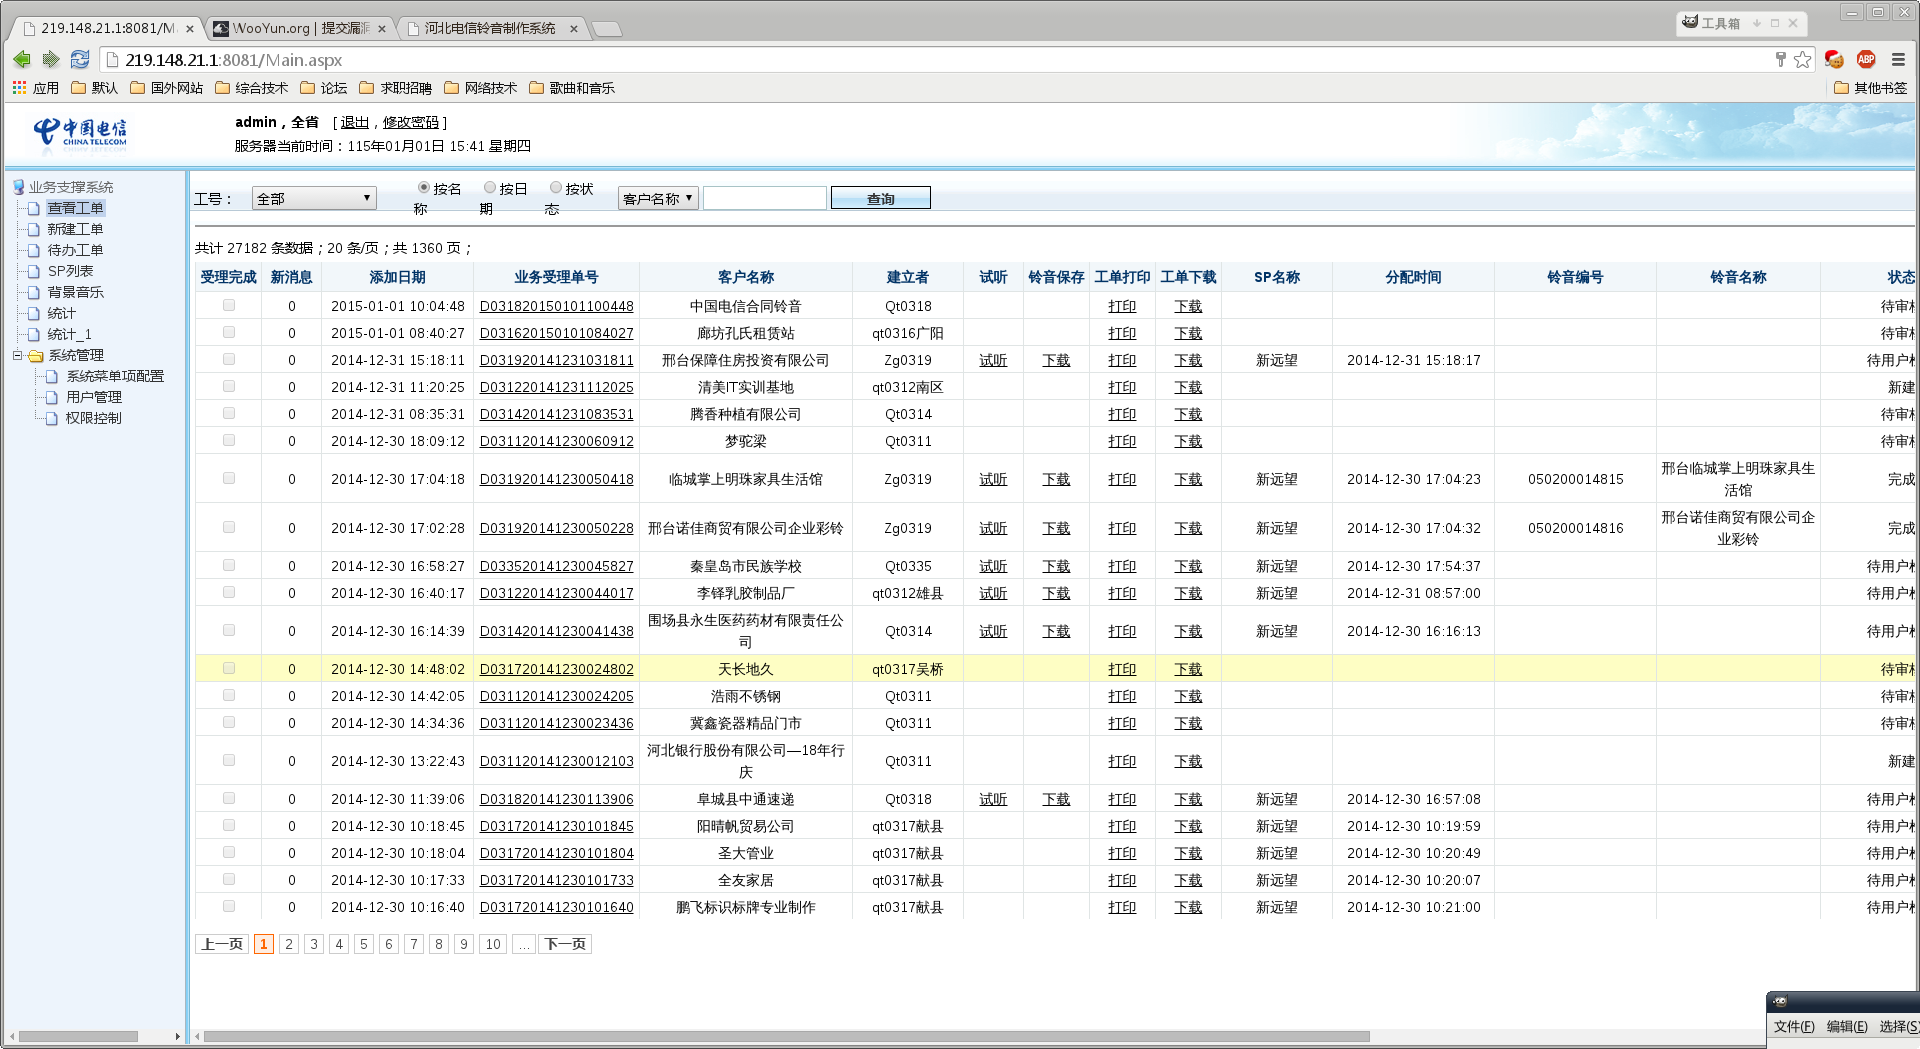 219.148.21.1:8081/M
WooYun.org | 提交漏洞
河北电信铃音制作系统
工具箱
219.148.21.1:8081/Main.aspx
ABP
应用 默认 国外网站 综合技术 论坛 求职招聘 网络技术 歌曲和音乐 其他书签
中国电信
CHINA TELECOM
admin，全省 [ 退出，修改密码 ]
服务器当前时间：115年01月01日 15:41 星期四
业务支撑系统
查看工单
新建工单
待办工单
SP列表
背景音乐
统计
统计_1
系统管理
系统菜单项配置
用户管理
权限控制
工号： 全部 按名称 按日期 按状态 客户名称 查询
共计 27182 条数据；20 条/页；共 1360 页；
受理完成 新消息 添加日期 业务受理单号 客户名称 建立者 试听 铃音保存 工单打印 工单下载 SP名称 分配时间 铃音编号 铃音名称 状态
0 2015-01-01 10:04:48 D031820150101100448 中国电信合同铃音 Qt0318 打印 下载 待审
0 2015-01-01 08:40:27 D031620150101084027 廊坊孔氏租赁站 qt0316广阳 打印 下载 待审
0 2014-12-31 15:18:11 D031920141231031811 邢台保障住房投资有限公司 Zg0319 试听 下载 打印 下载 新远望 2014-12-31 15:18:17 待用户
0 2014-12-31 11:20:25 D031220141231112025 清美IT实训基地 qt0312南区 打印 下载 新建
0 2014-12-31 08:35:31 D031420141231083531 腾香种植有限公司 Qt0314 打印 下载 待审
0 2014-12-30 18:09:12 D031120141230060912 梦驼梁 Qt0311 打印 下载 待审
0 2014-12-30 17:04:18 D031920141230050418 临城掌上明珠家具生活馆 Zg0319 试听 下载 打印 下载 新远望 2014-12-30 17:04:23 050200014815 邢台临城掌上明珠家具生活馆 完成
0 2014-12-30 17:02:28 D031920141230050228 邢台诺佳商贸有限公司企业彩铃 Zg0319 试听 下载 打印 下载 新远望 2014-12-30 17:04:32 050200014816 邢台诺佳商贸有限公司企业彩铃 完成
0 2014-12-30 16:58:27 D033520141230045827 秦皇岛市民族学校 Qt0335 试听 下载 打印 下载 新远望 2014-12-30 17:54:37 待用户
0 2014-12-30 16:40:17 D031220141230044017 李铎乳胶制品厂 qt0312雄县 试听 下载 打印 下载 新远望 2014-12-31 08:57:00 待用户
0 2014-12-30 16:14:39 D031420141230041438 围场县永生医药药材有限责任公司 Qt0314 试听 下载 打印 下载 新远望 2014-12-30 16:16:13 待用户
0 2014-12-30 14:48:02 D031720141230024802 天长地久 qt0317吴桥 打印 下载 待审
0 2014-12-30 14:42:05 D031120141230024205 浩雨不锈钢 Qt0311 打印 下载 待审
0 2014-12-30 14:34:36 D031120141230023436 冀鑫瓷器精品门市 Qt0311 打印 下载 待审
0 2014-12-30 13:22:43 D031120141230012103 河北银行股份有限公司—18年行庆 Qt0311 打印 下载 新建
0 2014-12-30 11:39:06 D031820141230113906 阜城县中通速递 Qt0318 试听 下载 打印 下载 新远望 2014-12-30 16:57:08 待用户
0 2014-12-30 10:18:45 D031720141230101845 阳晴帆贸易公司 qt0317献县 打印 下载 新远望 2014-12-30 10:19:59 待用户
0 2014-12-30 10:18:04 D031720141230101804 圣大管业 qt0317献县 打印 下载 新远望 2014-12-30 10:20:49 待用户
0 2014-12-30 10:17:33 D031720141230101733 全友家居 qt0317献县 打印 下载 新远望 2014-12-30 10:20:07 待用户
0 2014-12-30 10:16:40 D031720141230101640 鹏飞标识标牌专业制作 qt0317献县 打印 下载 新远望 2014-12-30 10:21:00 待用户
上一页 1 2 3 4 5 6 7 8 9 10 ... 下一页
文件(F) 编辑(E) 选择(S)